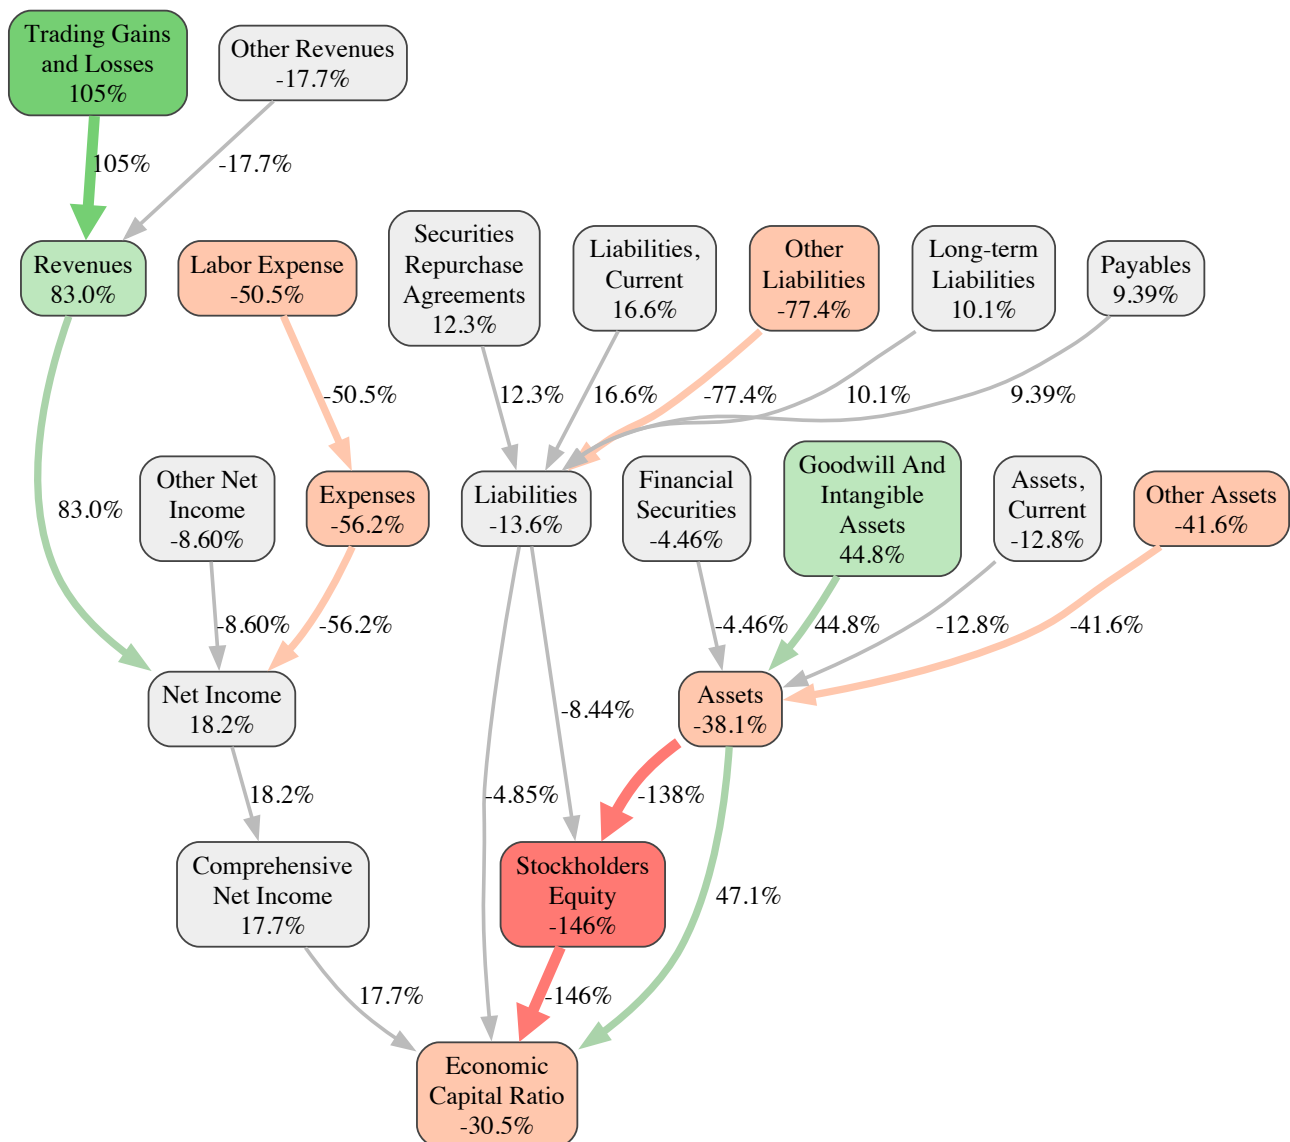 Trading Gains
and Losses
105%
Other Revenues
-17.7%
105%
-17.7%
Revenues
83.0%
Labor Expense
-50.5%
Securities
Repurchase
Agreements
12.3%
Liabilities,
Current
16.6%
Other
Liabilities
-77.4%
Long-term
Liabilities
10.1%
Payables
9.39%
-50.5%
12.3%
16.6%
-77.4%
10.1%
9.39%
83.0%
Other Net
Income
-8.60%
Expenses
-56.2%
Liabilities
-13.6%
Financial
Securities
-4.46%
Goodwill And
Intangible
Assets
44.8%
Assets,
Current
-12.8%
Other Assets
-41.6%
-8.60%
-56.2%
-4.46%
44.8%
-12.8%
-41.6%
Net Income
18.2%
-8.44%
Assets
-38.1%
18.2%
-4.85%
-138%
Comprehensive
Net Income
17.7%
Stockholders
Equity
-146%
47.1%
17.7%
-146%
Economic
Capital Ratio
-30.5%